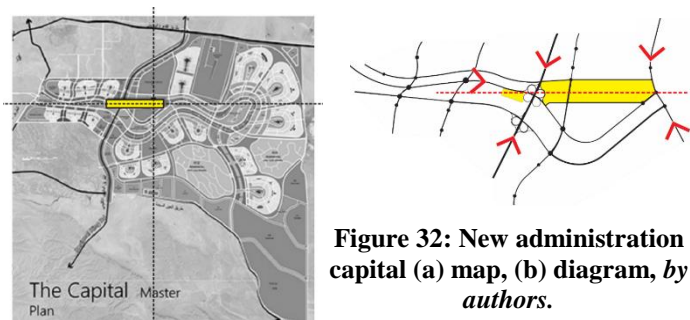 The Capital Master
Plan
Figure 32: New administration
capital (a) map, (b) diagram, by
authors.